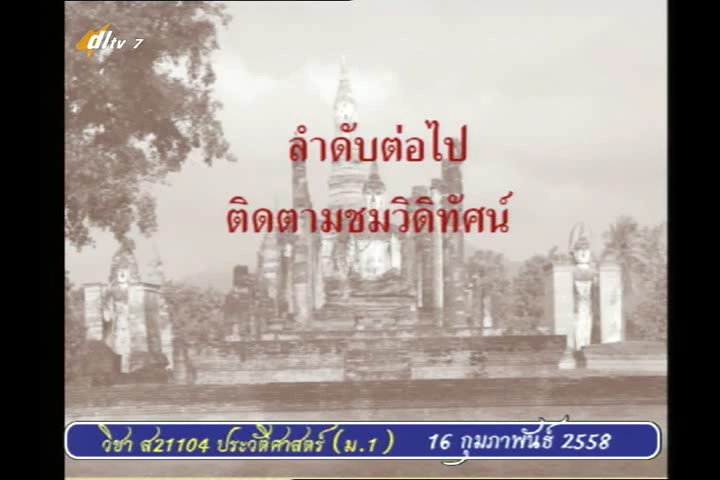 dltv 7
ลำดับต่อไป
ติดตามชมวิดิทัศน์
วิชา ส21104 ประวัติศาสตร์ (ม.1) 16 กุมภาพันธ์ 2558